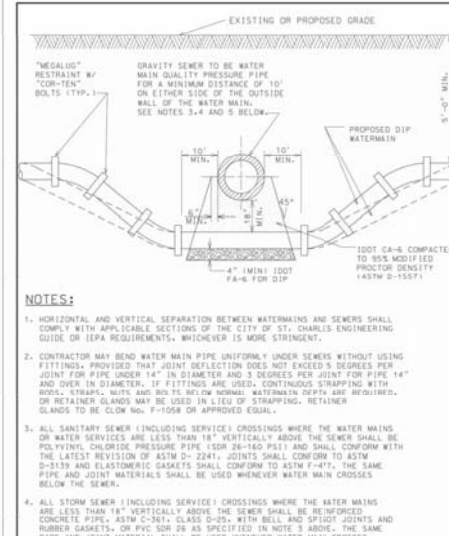 EXISTING OR PROPOSED GRADE
"MEGALUG"
RESTRAINT W/
"COR-TEN"
BOLTS (TYP.)
GRAVITY SEWER TO BE WATER
MAIN QUALITY PRESSURE PIPE
FOR A MINIMUM DISTANCE OF 10'
ON EITHER SIDE OF THE OUTSIDE
WALL OF THE WATER MAIN.
SEE NOTES 3,4 AND 5 BELOW.
5'-0" MIN.
10'
MIN.
10'
MIN.
PROPOSED DIP
WATERMAIN
6"
MIN.
18"
MIN.
45°
IDOT CA-6 COMPACTED
TO 95% MODIFIED
PROCTOR DENSITY
(ASTM D-1557)
4" (MIN) IDOT
FA-6 FOR DIP
NOTES:
1. HORIZONTAL AND VERTICAL SEPARATION BETWEEN WATERMAINS AND SEWERS SHALL
COMPLY WITH APPLICABLE SECTIONS OF THE CITY OF ST. CHARLES ENGINEERING
GUIDE OR IEPA REQUIREMENTS, WHICHEVER IS MORE STRINGENT.
2. CONTRACTOR MAY BEND WATER MAIN PIPE UNIFORMLY UNDER SEWERS WITHOUT USING
FITTINGS, PROVIDED THAT JOINT DEFLECTION DOES NOT EXCEED 5 DEGREES PER
JOINT FOR PIPE UNDER 14" IN DIAMETER AND 3 DEGREES PER JOINT FOR PIPE 14"
AND OVER IN DIAMETER. IF FITTINGS ARE USED, CONTINUOUS STRAPPING WITH
RODS, STRAPS, NUTS AND BOLTS BELOW NORMAL WATERMAIN DEPTH ARE REQUIRED,
OR RETAINER GLANDS MAY BE USED IN LIEU OF STRAPPING. RETAINER
GLANDS TO BE CLOW No. F-1058 OR APPROVED EQUAL.
3. ALL SANITARY SEWER (INCLUDING SERVICE) CROSSINGS WHERE THE WATER MAINS
OR WATER SERVICES ARE LESS THAN 18" VERTICALLY ABOVE THE SEWER SHALL BE
POLYVINYL CHLORIDE PRESSURE PIPE (SDR 26-160 PSI) AND SHALL CONFORM WITH
THE LATEST REVISION OF ASTM D- 2241. JOINTS SHALL CONFORM TO ASTM
D-3139 AND ELASTOMERIC GASKETS SHALL CONFORM TO ASTM THE SAME
PIPE AND JOINT MATERIALS SHALL BE USED WHENEVER WATER MAIN CROSSES
BELOW THE SEWER.
4. ALL STORM SEWER (INCLUDING SERVICE) CROSSINGS WHERE THE WATER MAINS
ARE LESS THAN 18" VERTICALLY ABOVE THE SEWER SHALL BE REINFORCED
CONCRETE PIPE, ASTM C-361, CLASS D-25, WITH BELL AND SPIGOT JOINTS AND
RUBBER GASKETS, OR PVC SDR 26 AS SPECIFIED IN NOTE 3 ABOVE. THE SAME
PIPE AND JOINT MATERIAL SHALL BE USED WHENEVER WATER MAIN CROSSES